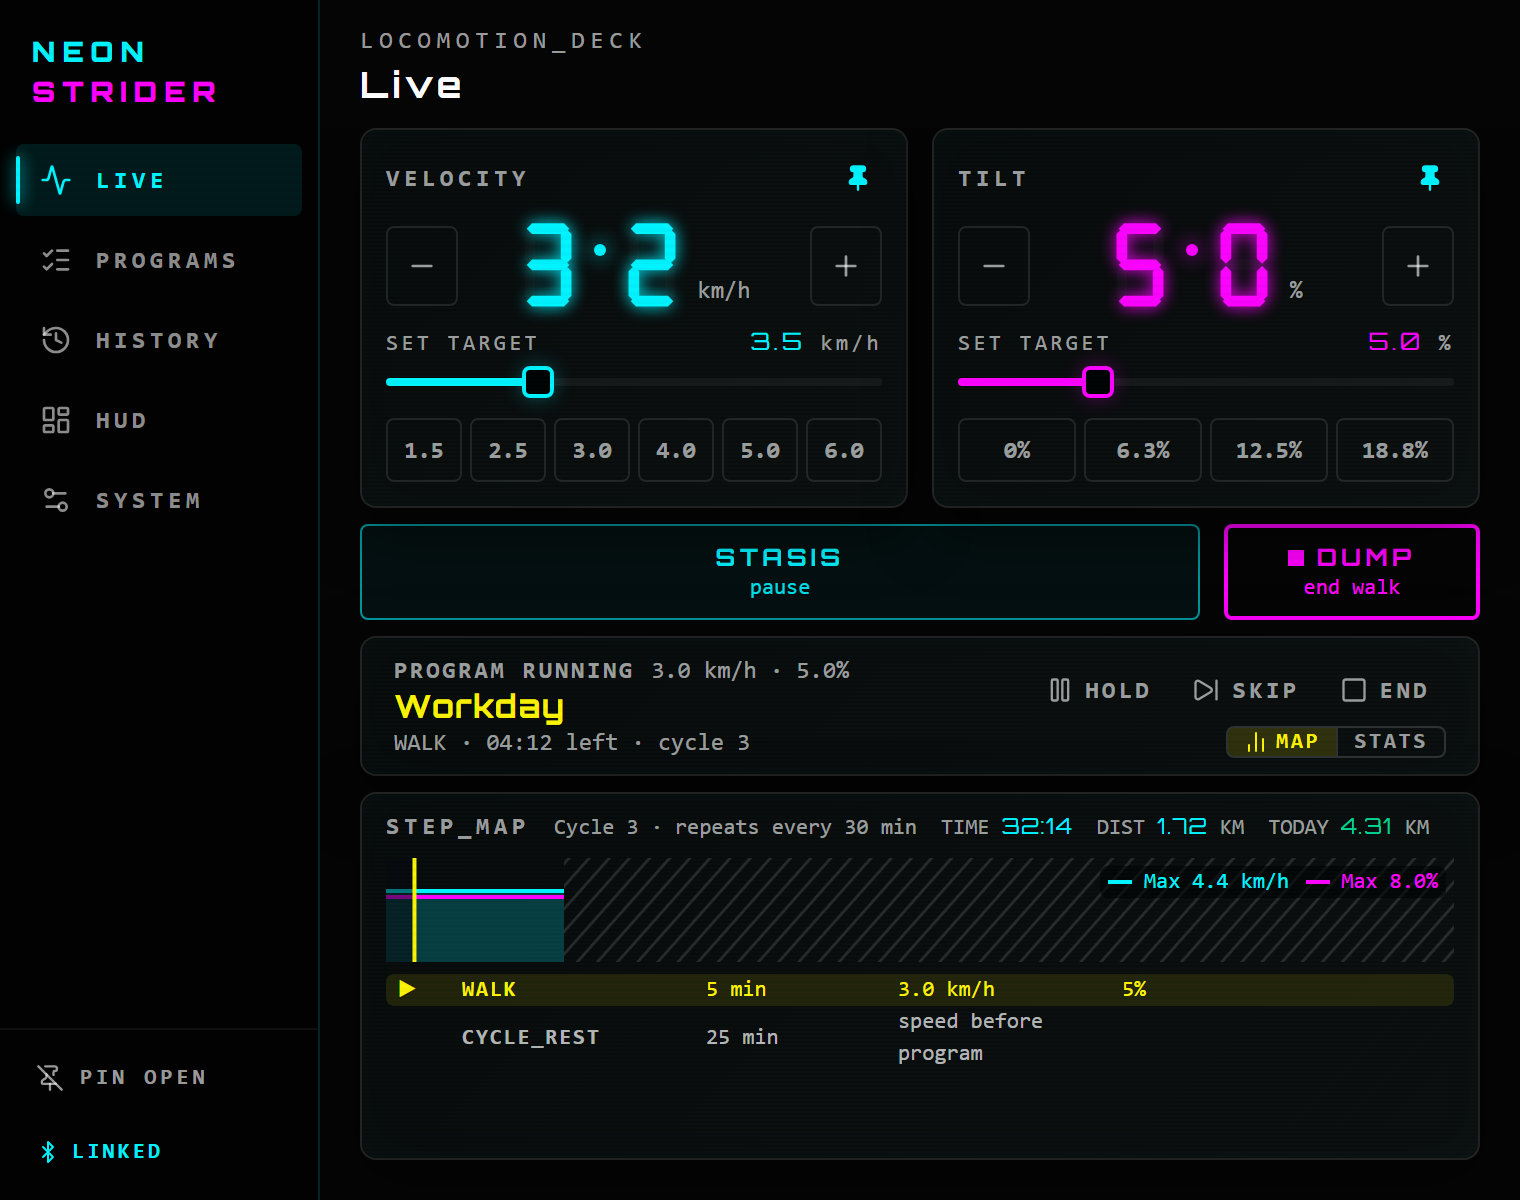 NEON
STRIDER
LIVE
PROGRAMS
HISTORY
HUD
SYSTEM
PIN OPEN
LINKED
LOCOMOTION_DECK
Live
VELOCITY
3.2 km/h
SET TARGET 3.5 km/h
1.5 2.5 3.0 4.0 5.0 6.0
TILT
5.0 %
SET TARGET 5.0 %
0% 6.3% 12.5% 18.8%
STASIS
pause
DUMP
end walk
PROGRAM RUNNING 3.0 km/h · 5.0%
Workday
WALK · 04:12 left · cycle 3
HOLD SKIP END
MAP STATS
STEP_MAP Cycle 3 · repeats every 30 min TIME 32:14 DIST 1.72 KM TODAY 4.31 KM
Max 4.4 km/h Max 8.0%
WALK 5 min 3.0 km/h 5%
CYCLE_REST 25 min speed before
program